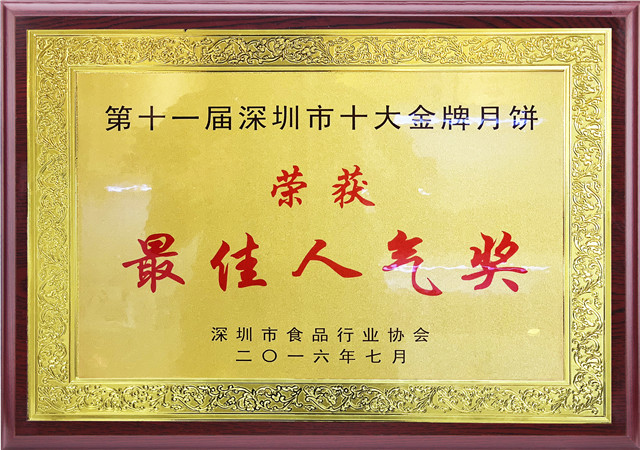 第十一届深圳市十大金牌月饼
荣获
最佳人气奖
深圳市食品行业协会
二〇一六年七月